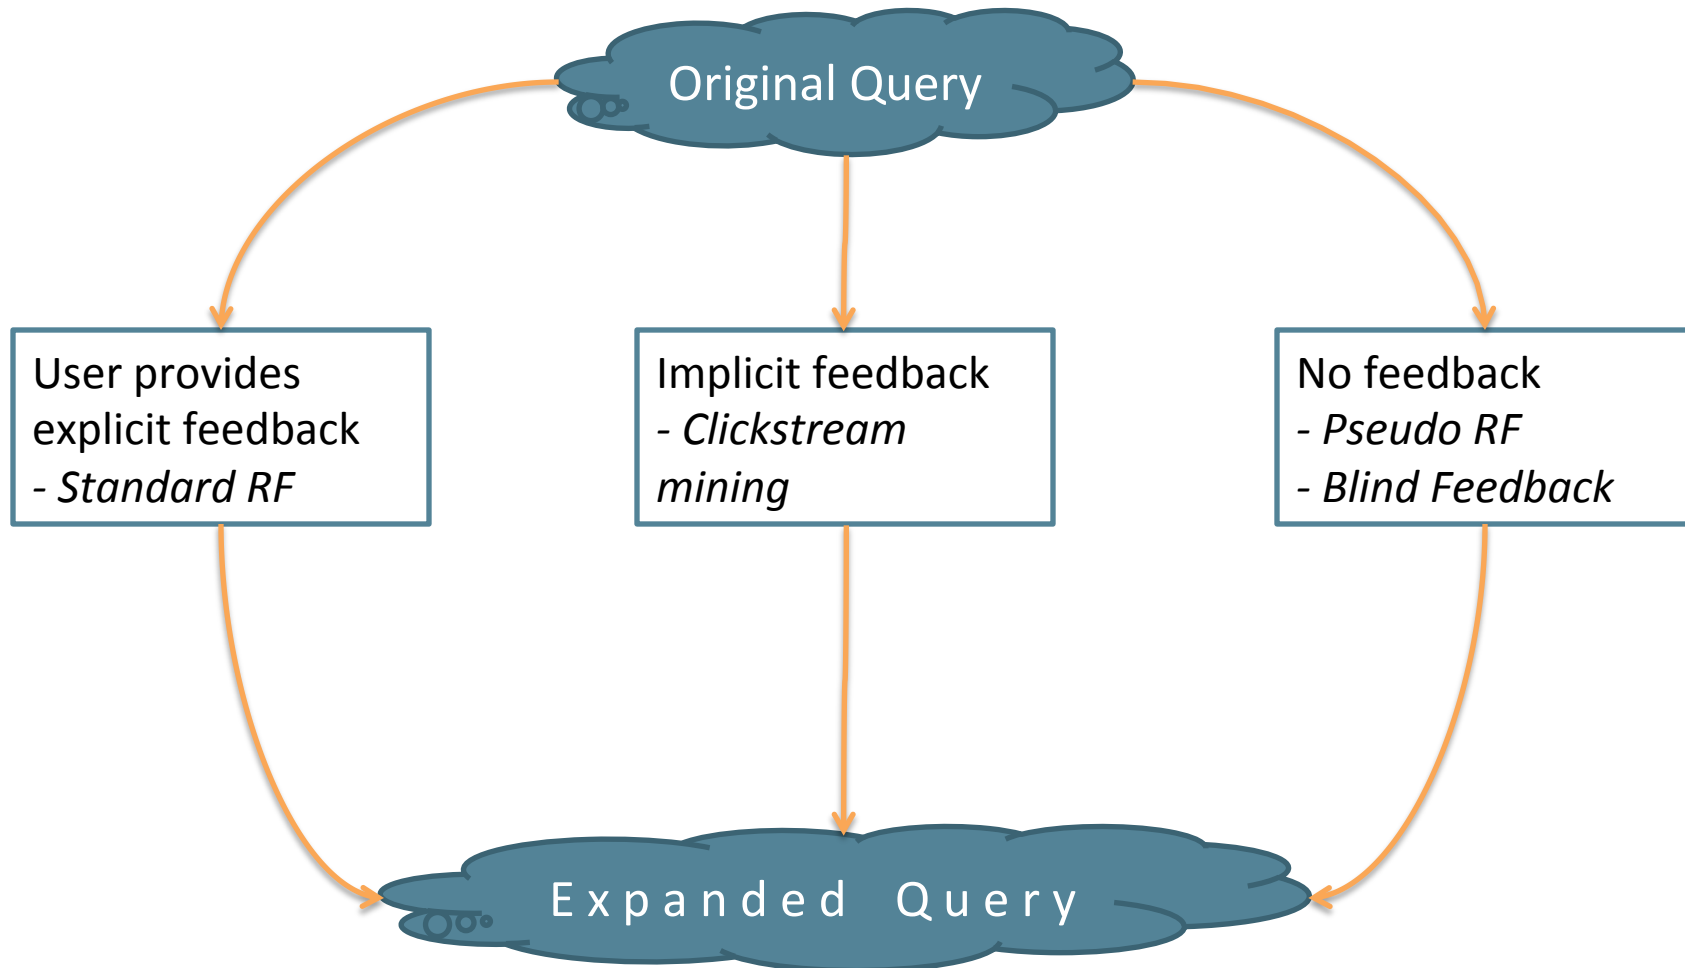 Original Query
User provides
explicit feedback
- Standard RF
Implicit feedback
- Clickstream
mining
No feedback
- Pseudo RF
- Blind Feedback
Expanded Query